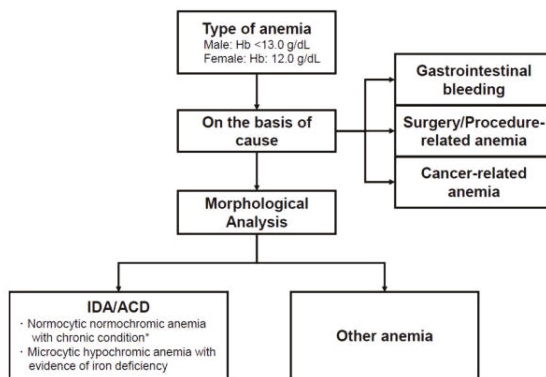 Type of anemia
Male: Hb <13.0 g/dL
Female: Hb: 12.0 g/dL
On the basis of
cause
Gastrointestinal
bleeding
Surgery/Procedure-
related anemia
Cancer-related
anemia
Morphological
Analysis
IDA/ACD
· Normocytic normochromic anemia
with chronic condition*
· Microcytic hypochromic anemia with
evidence of iron deficiency
Other anemia